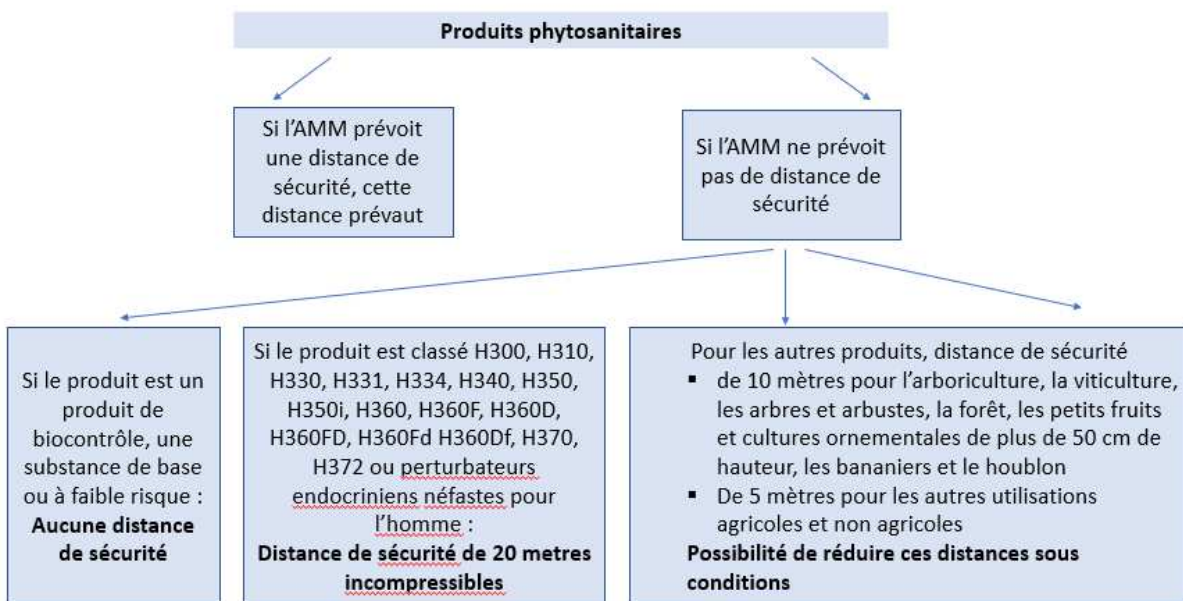 Produits phytosanitaires
Si l'AMM prévoit
une distance de
sécurité, cette
distance prévaut
Si l'AMM ne prévoit
pas de distance de
sécurité
Si le produit est un
produit de
biocontrôle, une
substance de base
ou à faible risque :
Aucune distance
de sécurité
Si le produit est classé H300, H310,
H330, H331, H334, H340, H350,
H350i, H360, H360F, H360D,
H360FD, H360Fd H360Df, H370,
H372 ou perturbateurs
endocriniens néfastes pour
l'homme :
Distance de sécurité de 20 metres
incompressibles
Pour les autres produits, distance de sécurité
▪ de 10 mètres pour l'arboriculture, la viticulture,
les arbres et arbustes, la forêt, les petits fruits
et cultures ornementales de plus de 50 cm de
hauteur, les bananiers et le houblon
▪ De 5 mètres pour les autres utilisations
agricoles et non agricoles
Possibilité de réduire ces distances sous
conditions